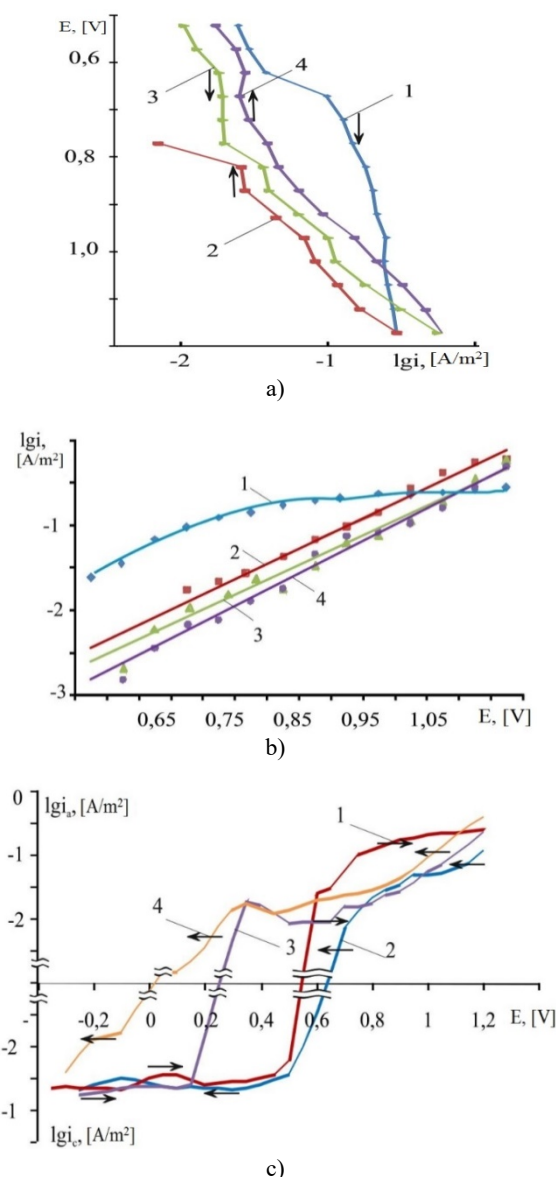 E, [V]
0,6
4
3
1
0,8
2
1,0
-2 -1 lgi, [A/m²]
a)
lgi,
[A/m²]
1
-1
2
-2
3 4
-3
0,65 0,75 0,85 0,95 1,05 E, [V]
b)
0
lgiₐ, [A/m²]
1
-1
4
-2
3 2
- -0,2 0 0,2 0,4 0,6 0,8 1 1,2 E, [V]
-2
-1
lgi꜀, [A/m²]
c)